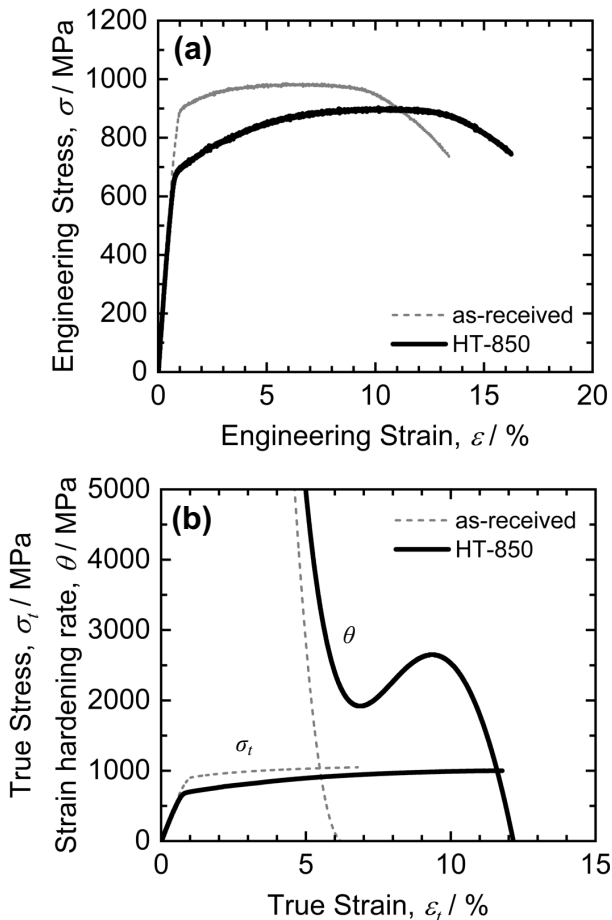 (a)
1200
1000
800
600
400
200
0
Engineering Stress, σ / MPa
as-received
HT-850
0 5 10 15 20
Engineering Strain, ε / %
(b)
5000
4000
3000
2000
1000
0
True Stress, σt / MPa
Strain hardening rate, θ / MPa
as-received
HT-850
θ
σt
0 5 10 15
True Strain, εt / %